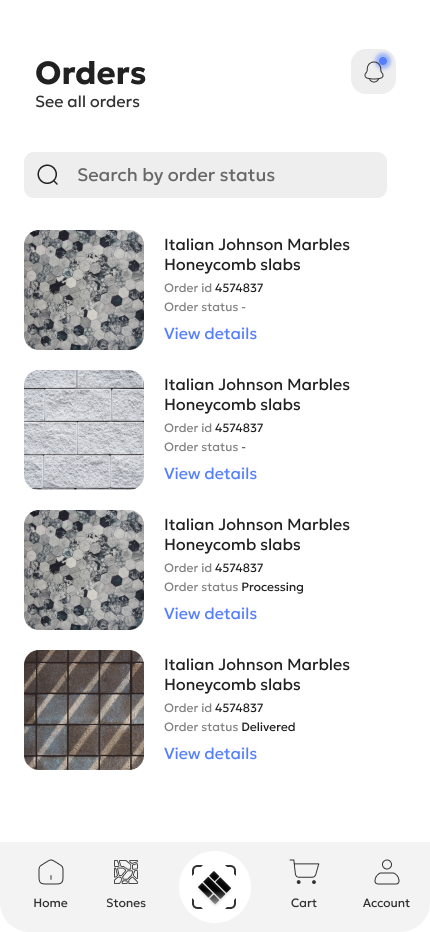 Orders
See all orders
Search by order status
Italian Johnson Marbles
Honeycomb slabs
Order id 4574837
Order status -
View details
Italian Johnson Marbles
Honeycomb slabs
Order id 4574837
Order status -
View details
Italian Johnson Marbles
Honeycomb slabs
Order id 4574837
Order status Processing
View details
Italian Johnson Marbles
Honeycomb slabs
Order id 4574837
Order status Delivered
View details
Home Stones Cart Account